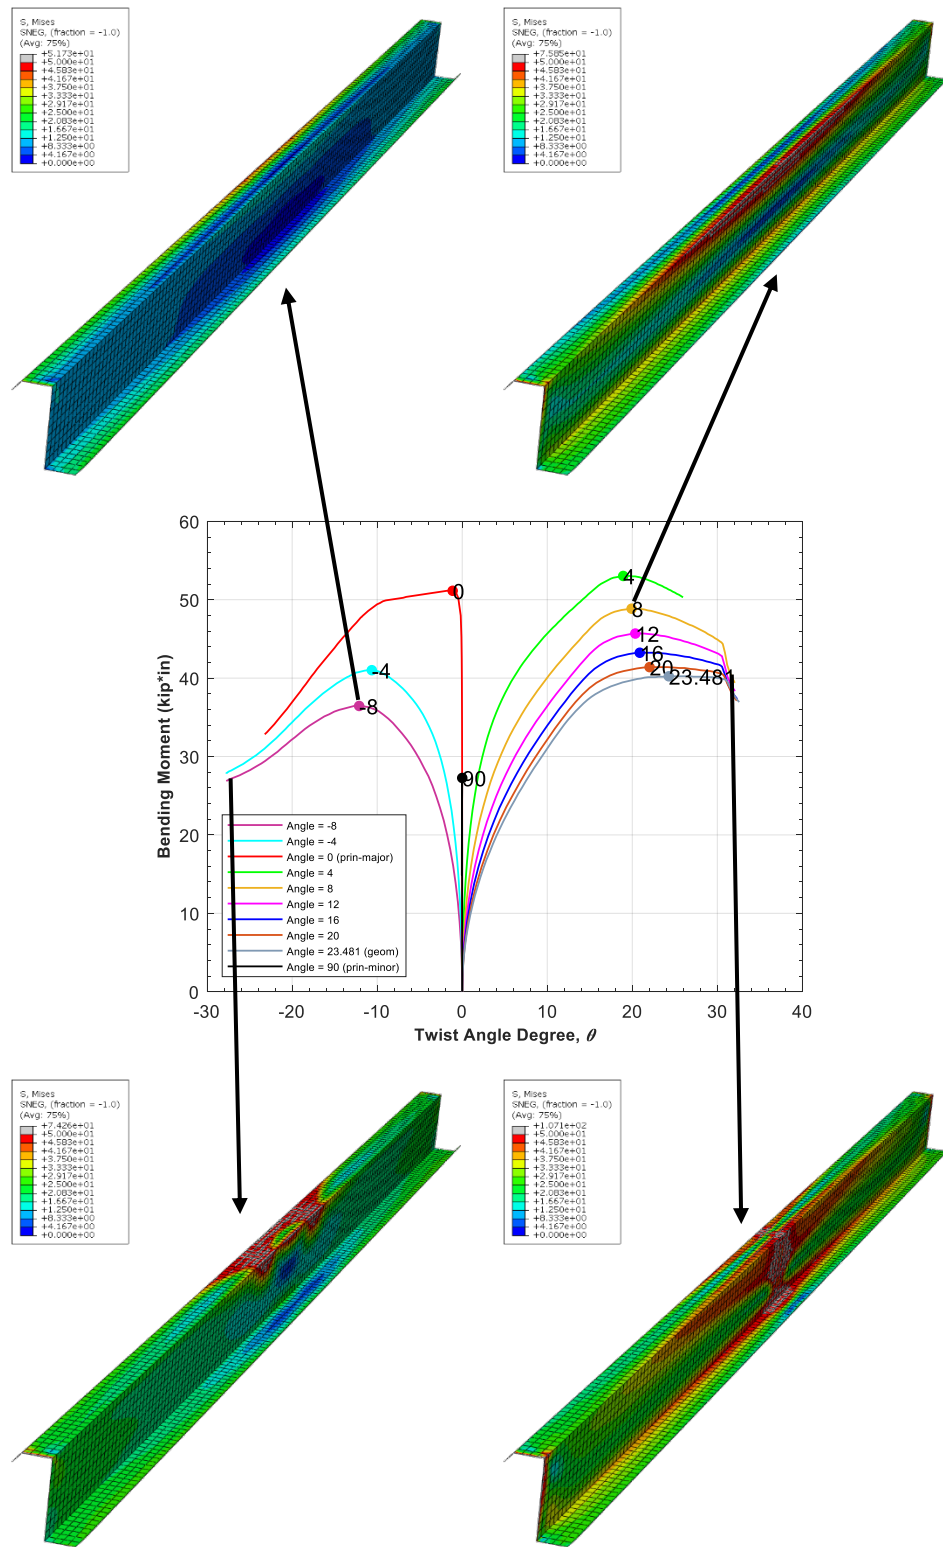 S, Mises
SNEG, (fraction = -1.0)
(Avg: 75%)
+5.173e+01
+5.000e+01
+4.583e+01
+4.167e+01
+3.750e+01
+3.333e+01
+2.917e+01
+2.500e+01
+2.083e+01
+1.667e+01
+1.250e+01
+8.333e+00
+4.167e+00
+0.000e+00
S, Mises
SNEG, (fraction = -1.0)
(Avg: 75%)
+7.585e+01
+5.000e+01
+4.583e+01
+4.167e+01
+3.750e+01
+3.333e+01
+2.917e+01
+2.500e+01
+2.083e+01
+1.667e+01
+1.250e+01
+8.333e+00
+4.167e+00
+0.000e+00
60
50
40
30
20
10
0
Bending Moment (kip*in)
0
-4
-8
90
4
8
12
16
20
23.481
Angle = -8
Angle = -4
Angle = 0 (prin-major)
Angle = 4
Angle = 8
Angle = 12
Angle = 16
Angle = 20
Angle = 23.481 (geom)
Angle = 90 (prin-minor)
-30 -20 -10 0 10 20 30 40
Twist Angle Degree, θ
S, Mises
SNEG, (fraction = -1.0)
(Avg: 75%)
+7.426e+01
+5.000e+01
+4.583e+01
+4.167e+01
+3.750e+01
+3.333e+01
+2.917e+01
+2.500e+01
+2.083e+01
+1.667e+01
+1.250e+01
+8.333e+00
+4.167e+00
+0.000e+00
S, Mises
SNEG, (fraction = -1.0)
(Avg: 75%)
+1.071e+02
+5.000e+01
+4.583e+01
+4.167e+01
+3.750e+01
+3.333e+01
+2.917e+01
+2.500e+01
+2.083e+01
+1.667e+01
+1.250e+01
+8.333e+00
+4.167e+00
+0.000e+00